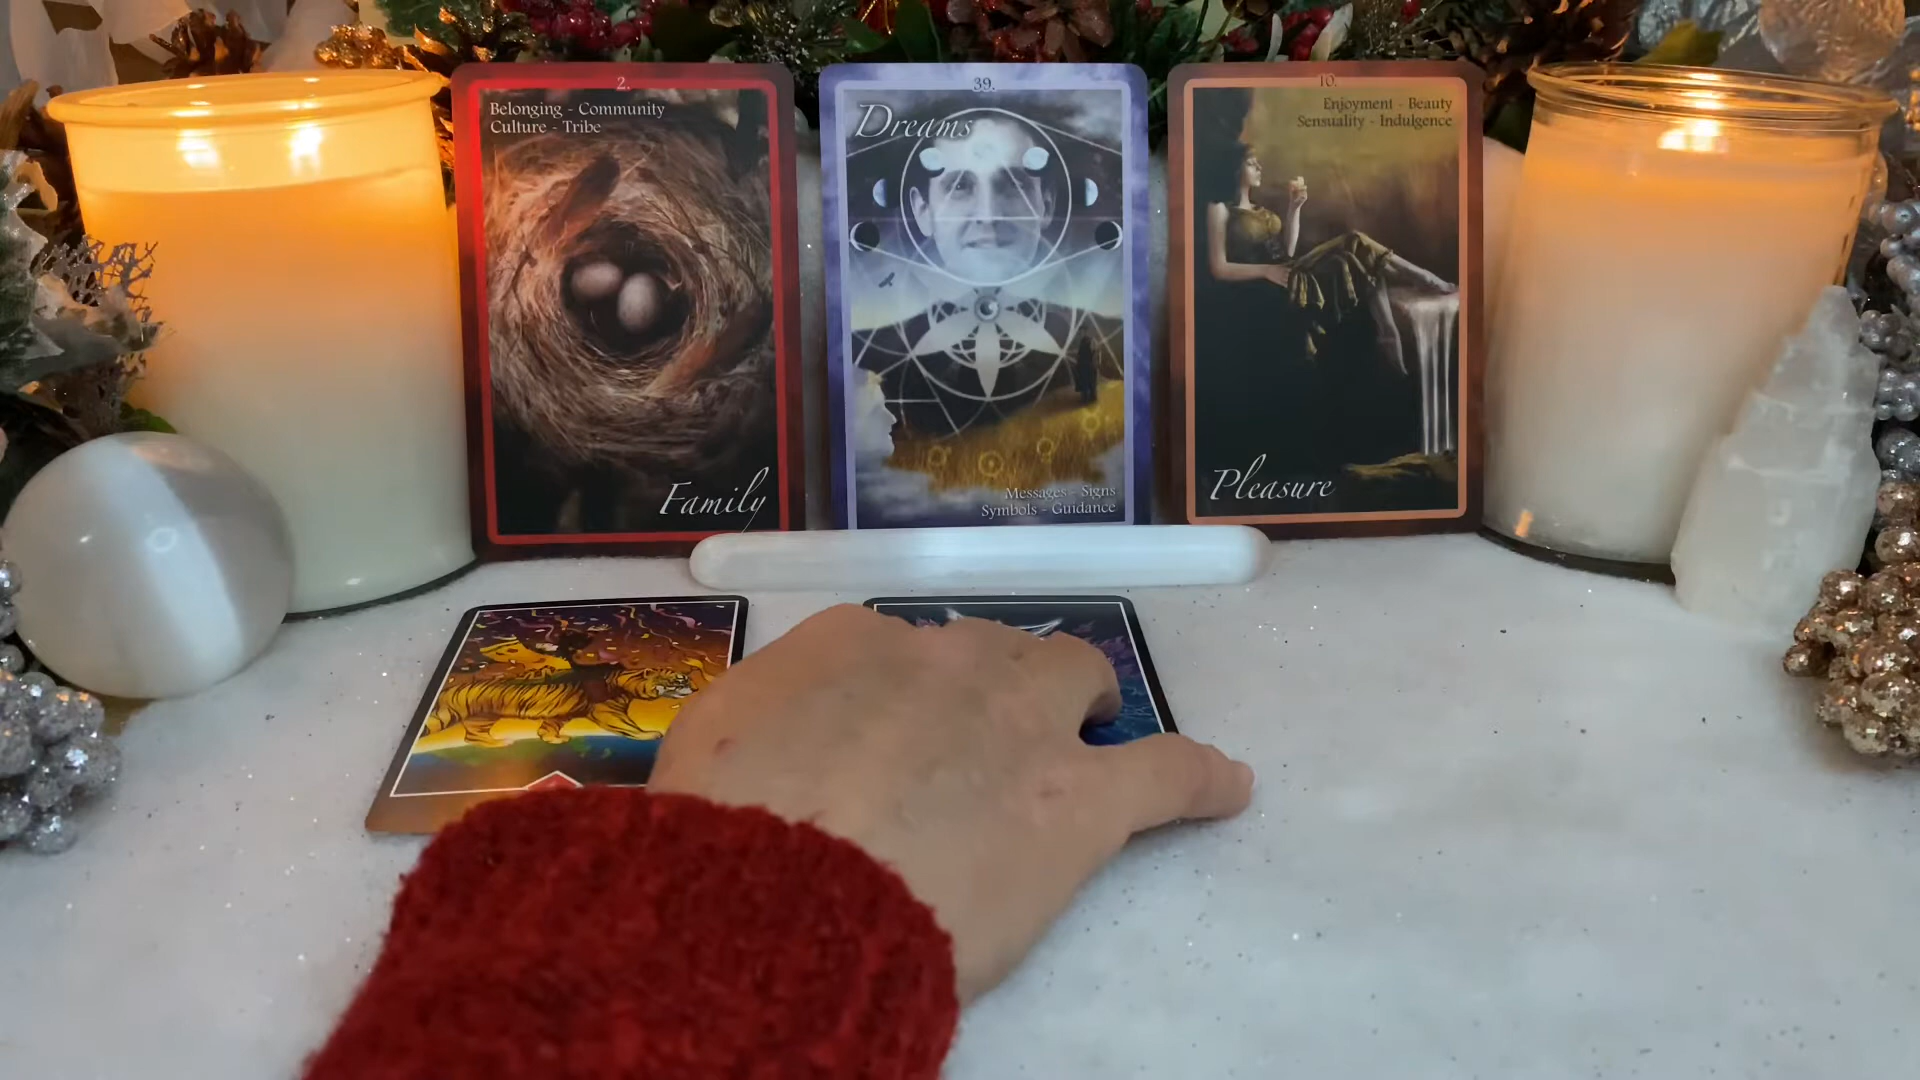 2.
Belonging - Community
Culture - Tribe
Family
39.
Dreams
Messages - Signs
Symbols - Guidance
10.
Enjoyment - Beauty
Sensuality - Indulgence
Pleasure